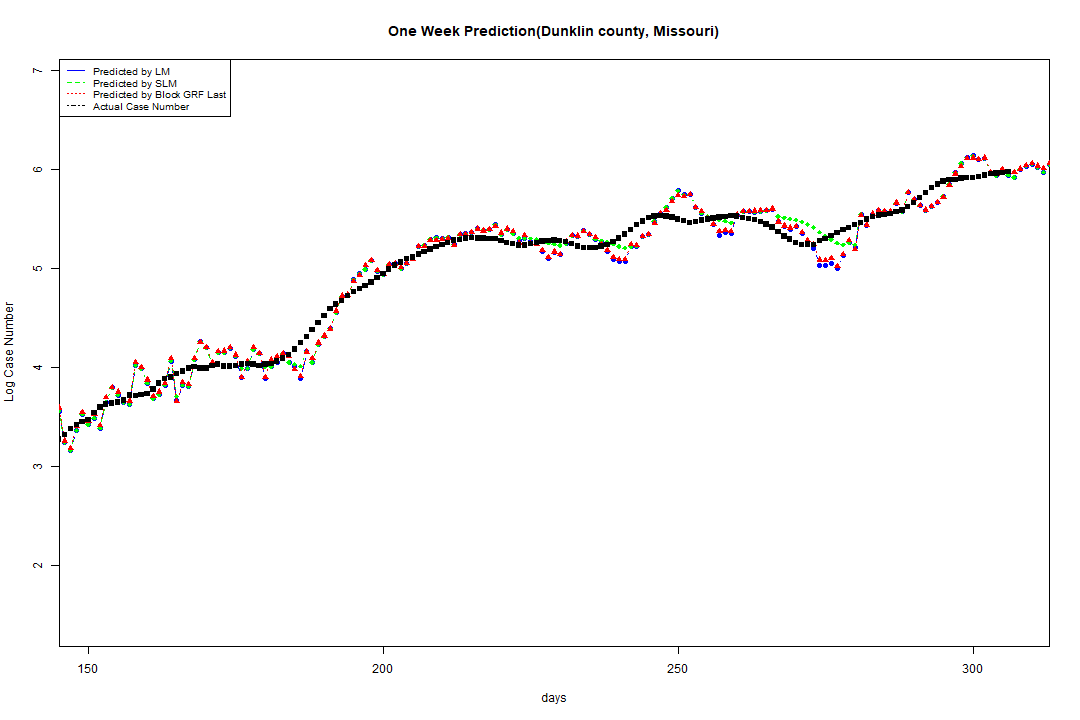 One Week Prediction(Dunklin county, Missouri)
Predicted by LM
Predicted by SLM
Predicted by Block GRF Last
Actual Case Number
7
6
5
4
3
2
Log Case Number
150 200 250 300
days